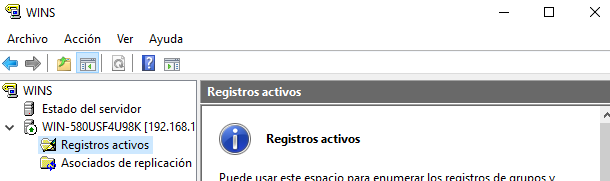 WINS
Archivo Acción Ver Ayuda
WINS
Estado del servidor
WIN-580USF4U98K [192.168.1
Registros activos
Asociados de replicación
Registros activos
Registros activos
Puede usar este espacio para enumerar los registros de grupos y